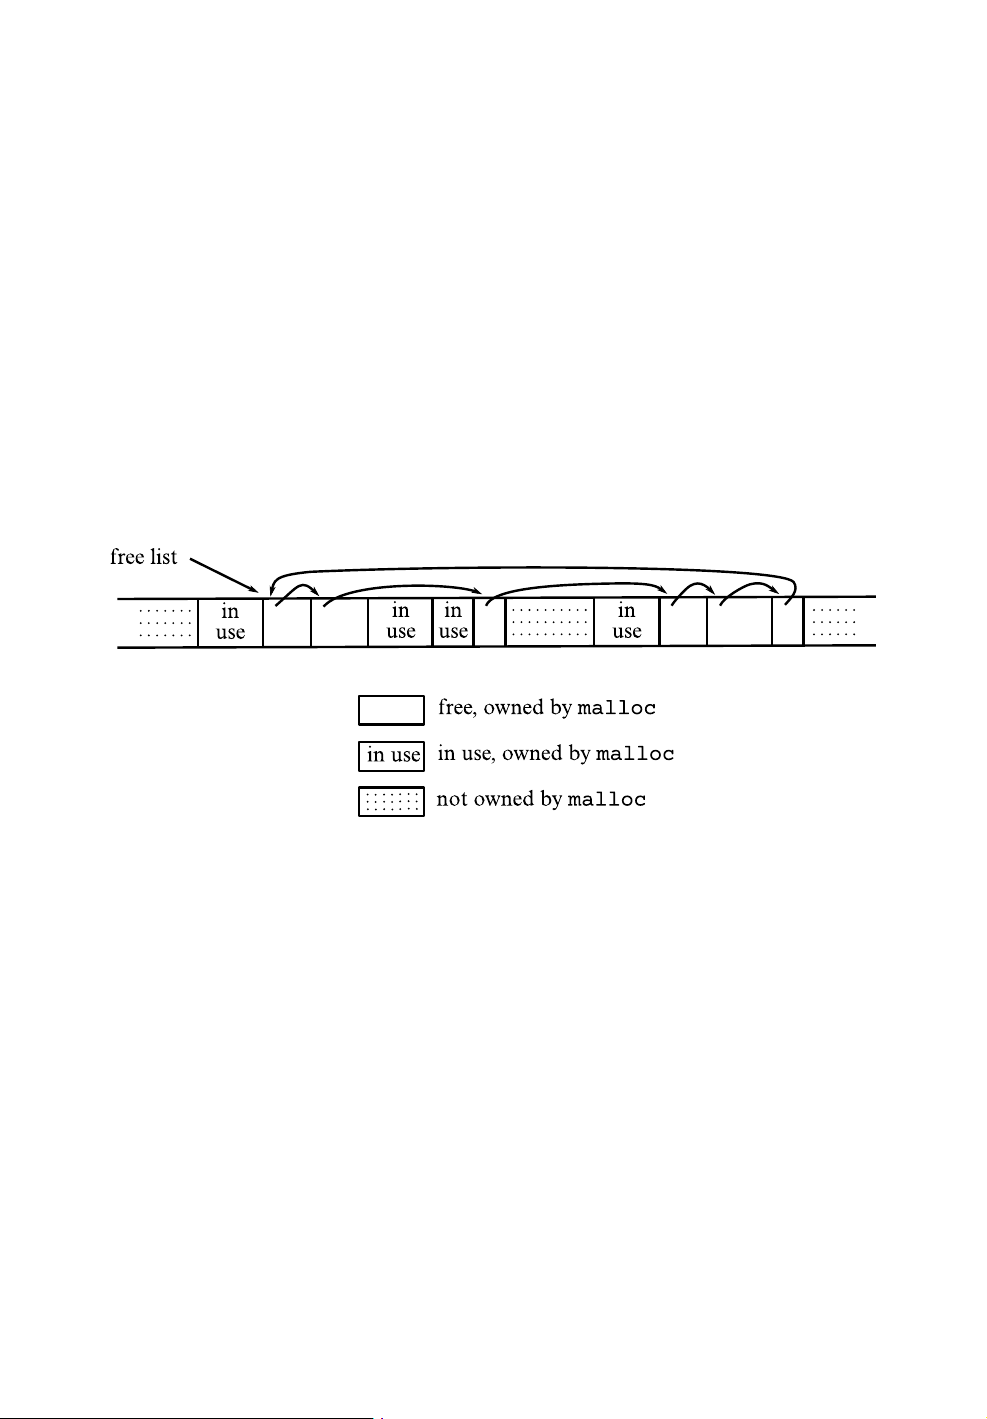 free list
in use
in use
in use
in use
free, owned by malloc
in use in use, owned by malloc
not owned by malloc